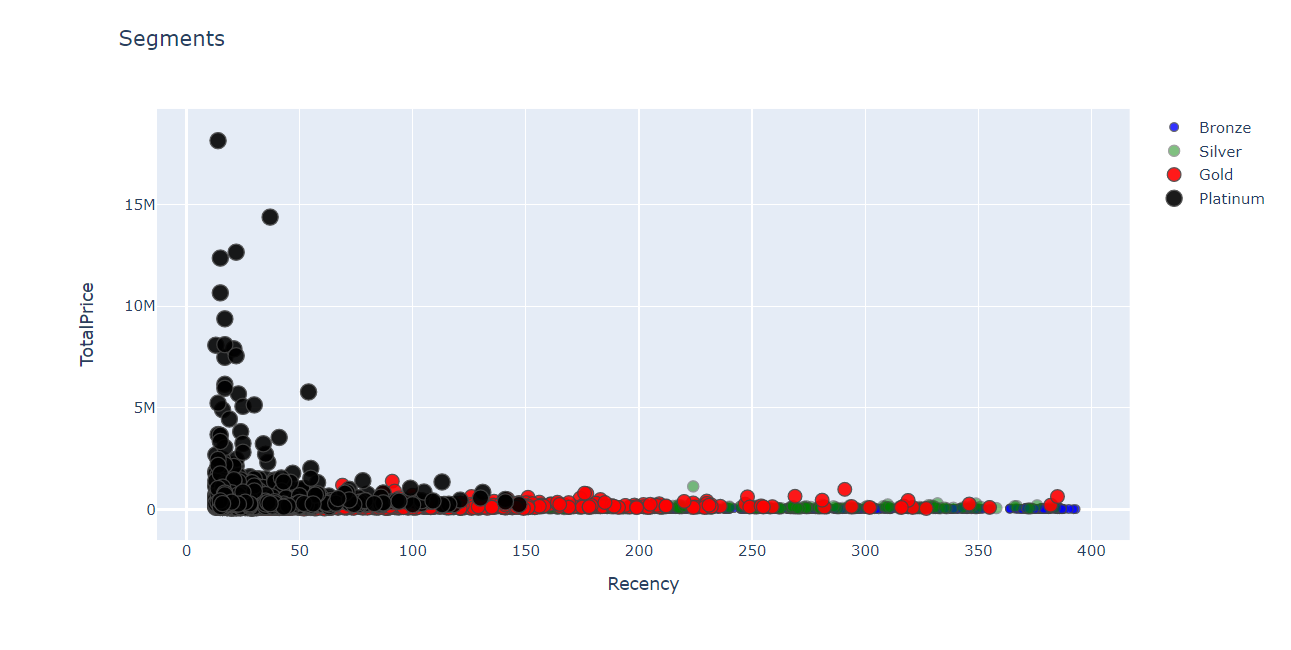 Segments
Bronze
Silver
Gold
Platinum
15M
10M
5M
0
TotalPrice
0
50
100
150
200
250
300
350
400
Recency